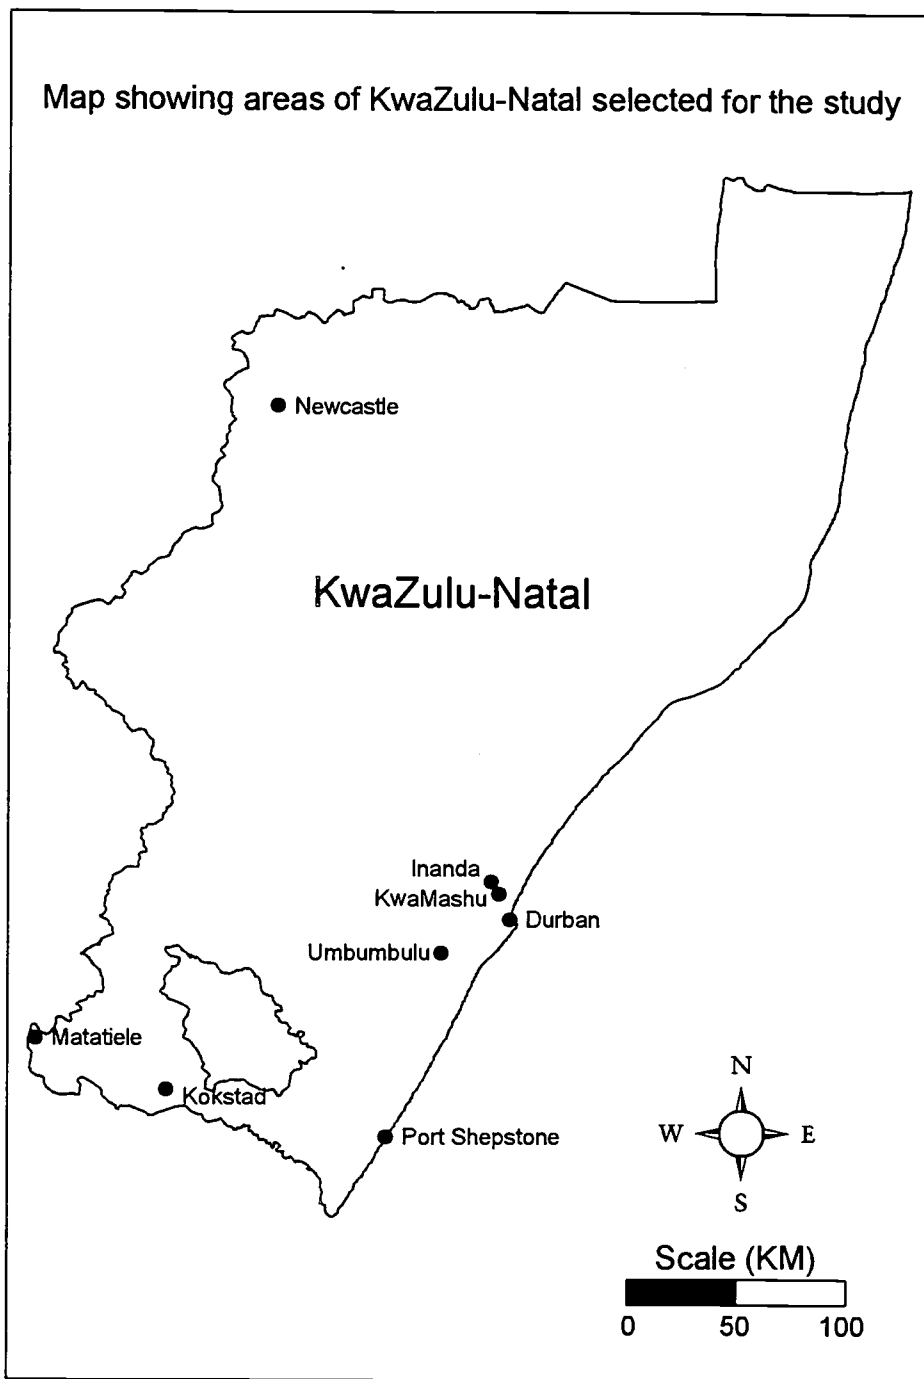 Map showing areas of KwaZulu-Natal selected for the study
Newcastle
KwaZulu-Natal
Inanda
KwaMashu
Durban
Umbumbulu
Matatiele
Kokstad
Port Shepstone
N
W E
S
Scale (KM)
0 50 100